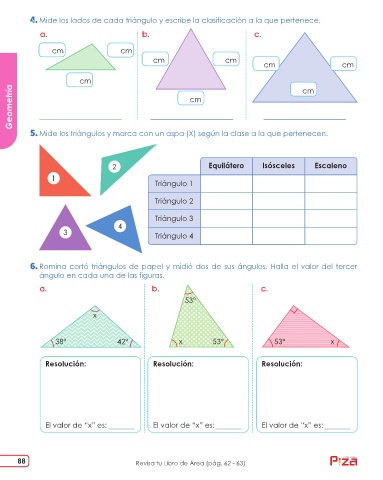 4. Mide los lados de cada triángulo y escribe la clasificación a la que pertenece.
a. b. c.
cm cm cm cm cm cm
cm cm cm
Geometría
5. Mide los triángulos y marca con un aspa (X) según la clase a la que pertenecen.
1 2 3 4
Equilátero Isósceles Escaleno
Triángulo 1
Triángulo 2
Triángulo 3
Triángulo 4
6. Romina cortó triángulos de papel y midió dos de sus ángulos. Halla el valor del tercer
ángulo en cada una de las figuras.
a. b. c.
x 38° 42°
53° x 53°
53° x
Resolución: Resolución: Resolución:
El valor de "x" es: El valor de "x" es: El valor de "x" es:
88
Revisa tu Libro de Área (pág. 62 - 63)
Piza